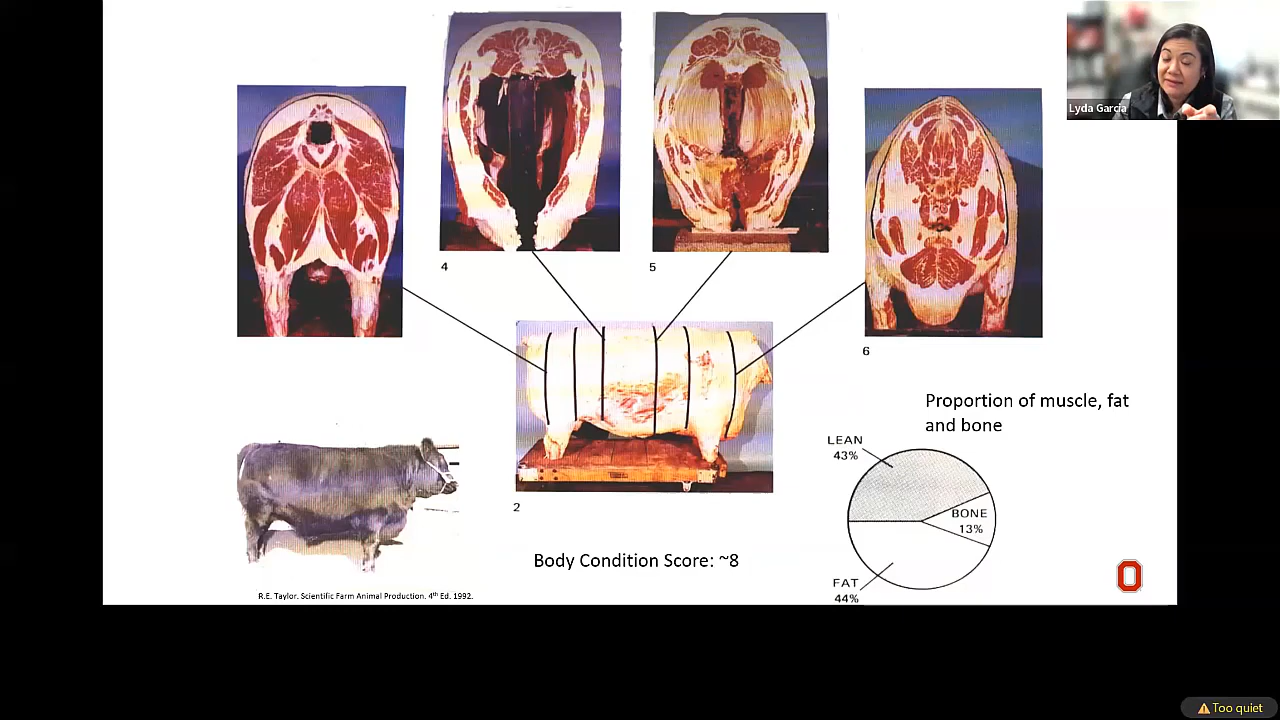 Lyda Garcia
4
5
6
2
Proportion of muscle, fat
and bone
LEAN
43%
BONE
13%
FAT
44%
Body Condition Score: ~8
R.E. Taylor. Scientific Farm Animal Production. 4th Ed. 1992.
O
Too quiet